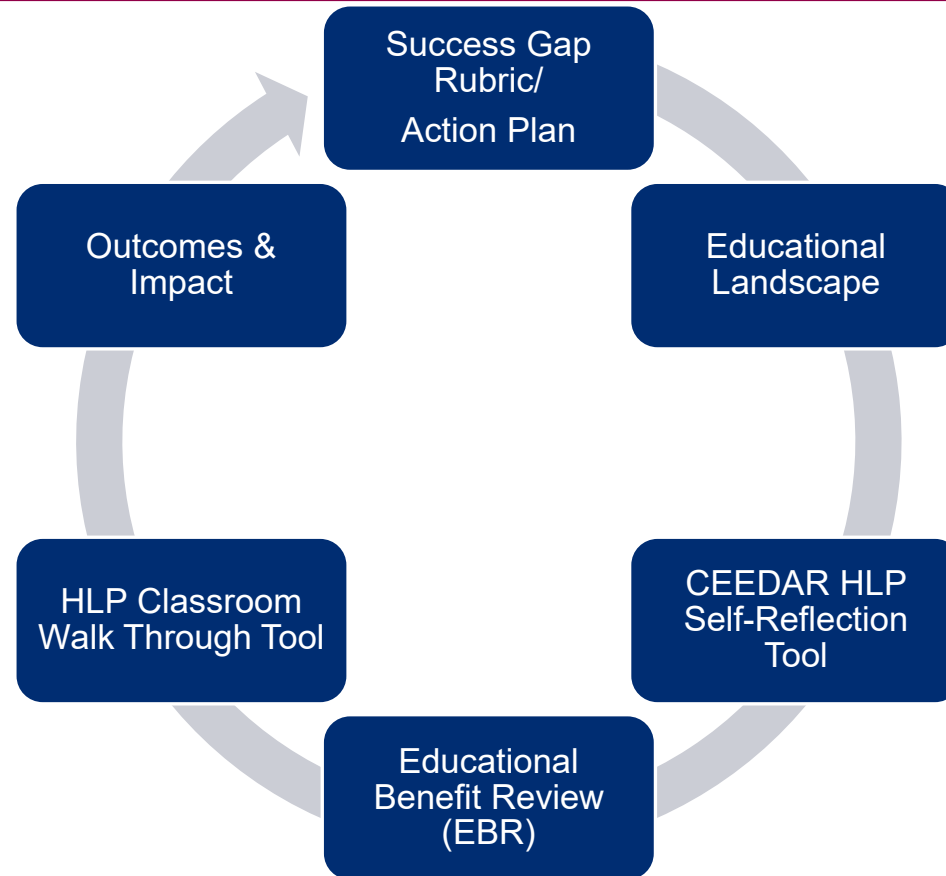 Success Gap
Rubric/
Action Plan
Educational
Landscape
CEEDAR HLP
Self-Reflection
Tool
Educational
Benefit Review
(EBR)
HLP Classroom
Walk Through Tool
Outcomes &
Impact